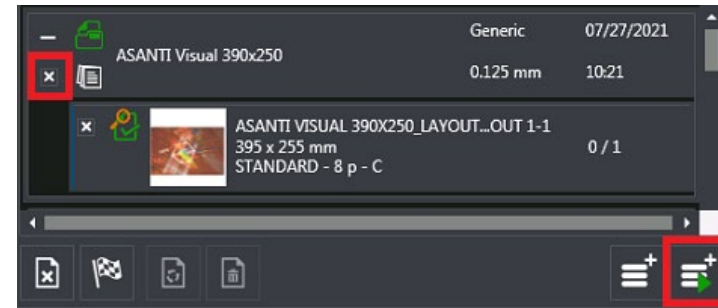 Generic 07/27/2021
ASANTI Visual 390x250
0.125 mm 10:21
ASANTI VISUAL 390X250_LAYOUT...OUT 1-1
395 x 255 mm 0 / 1
STANDARD - 8 p - C